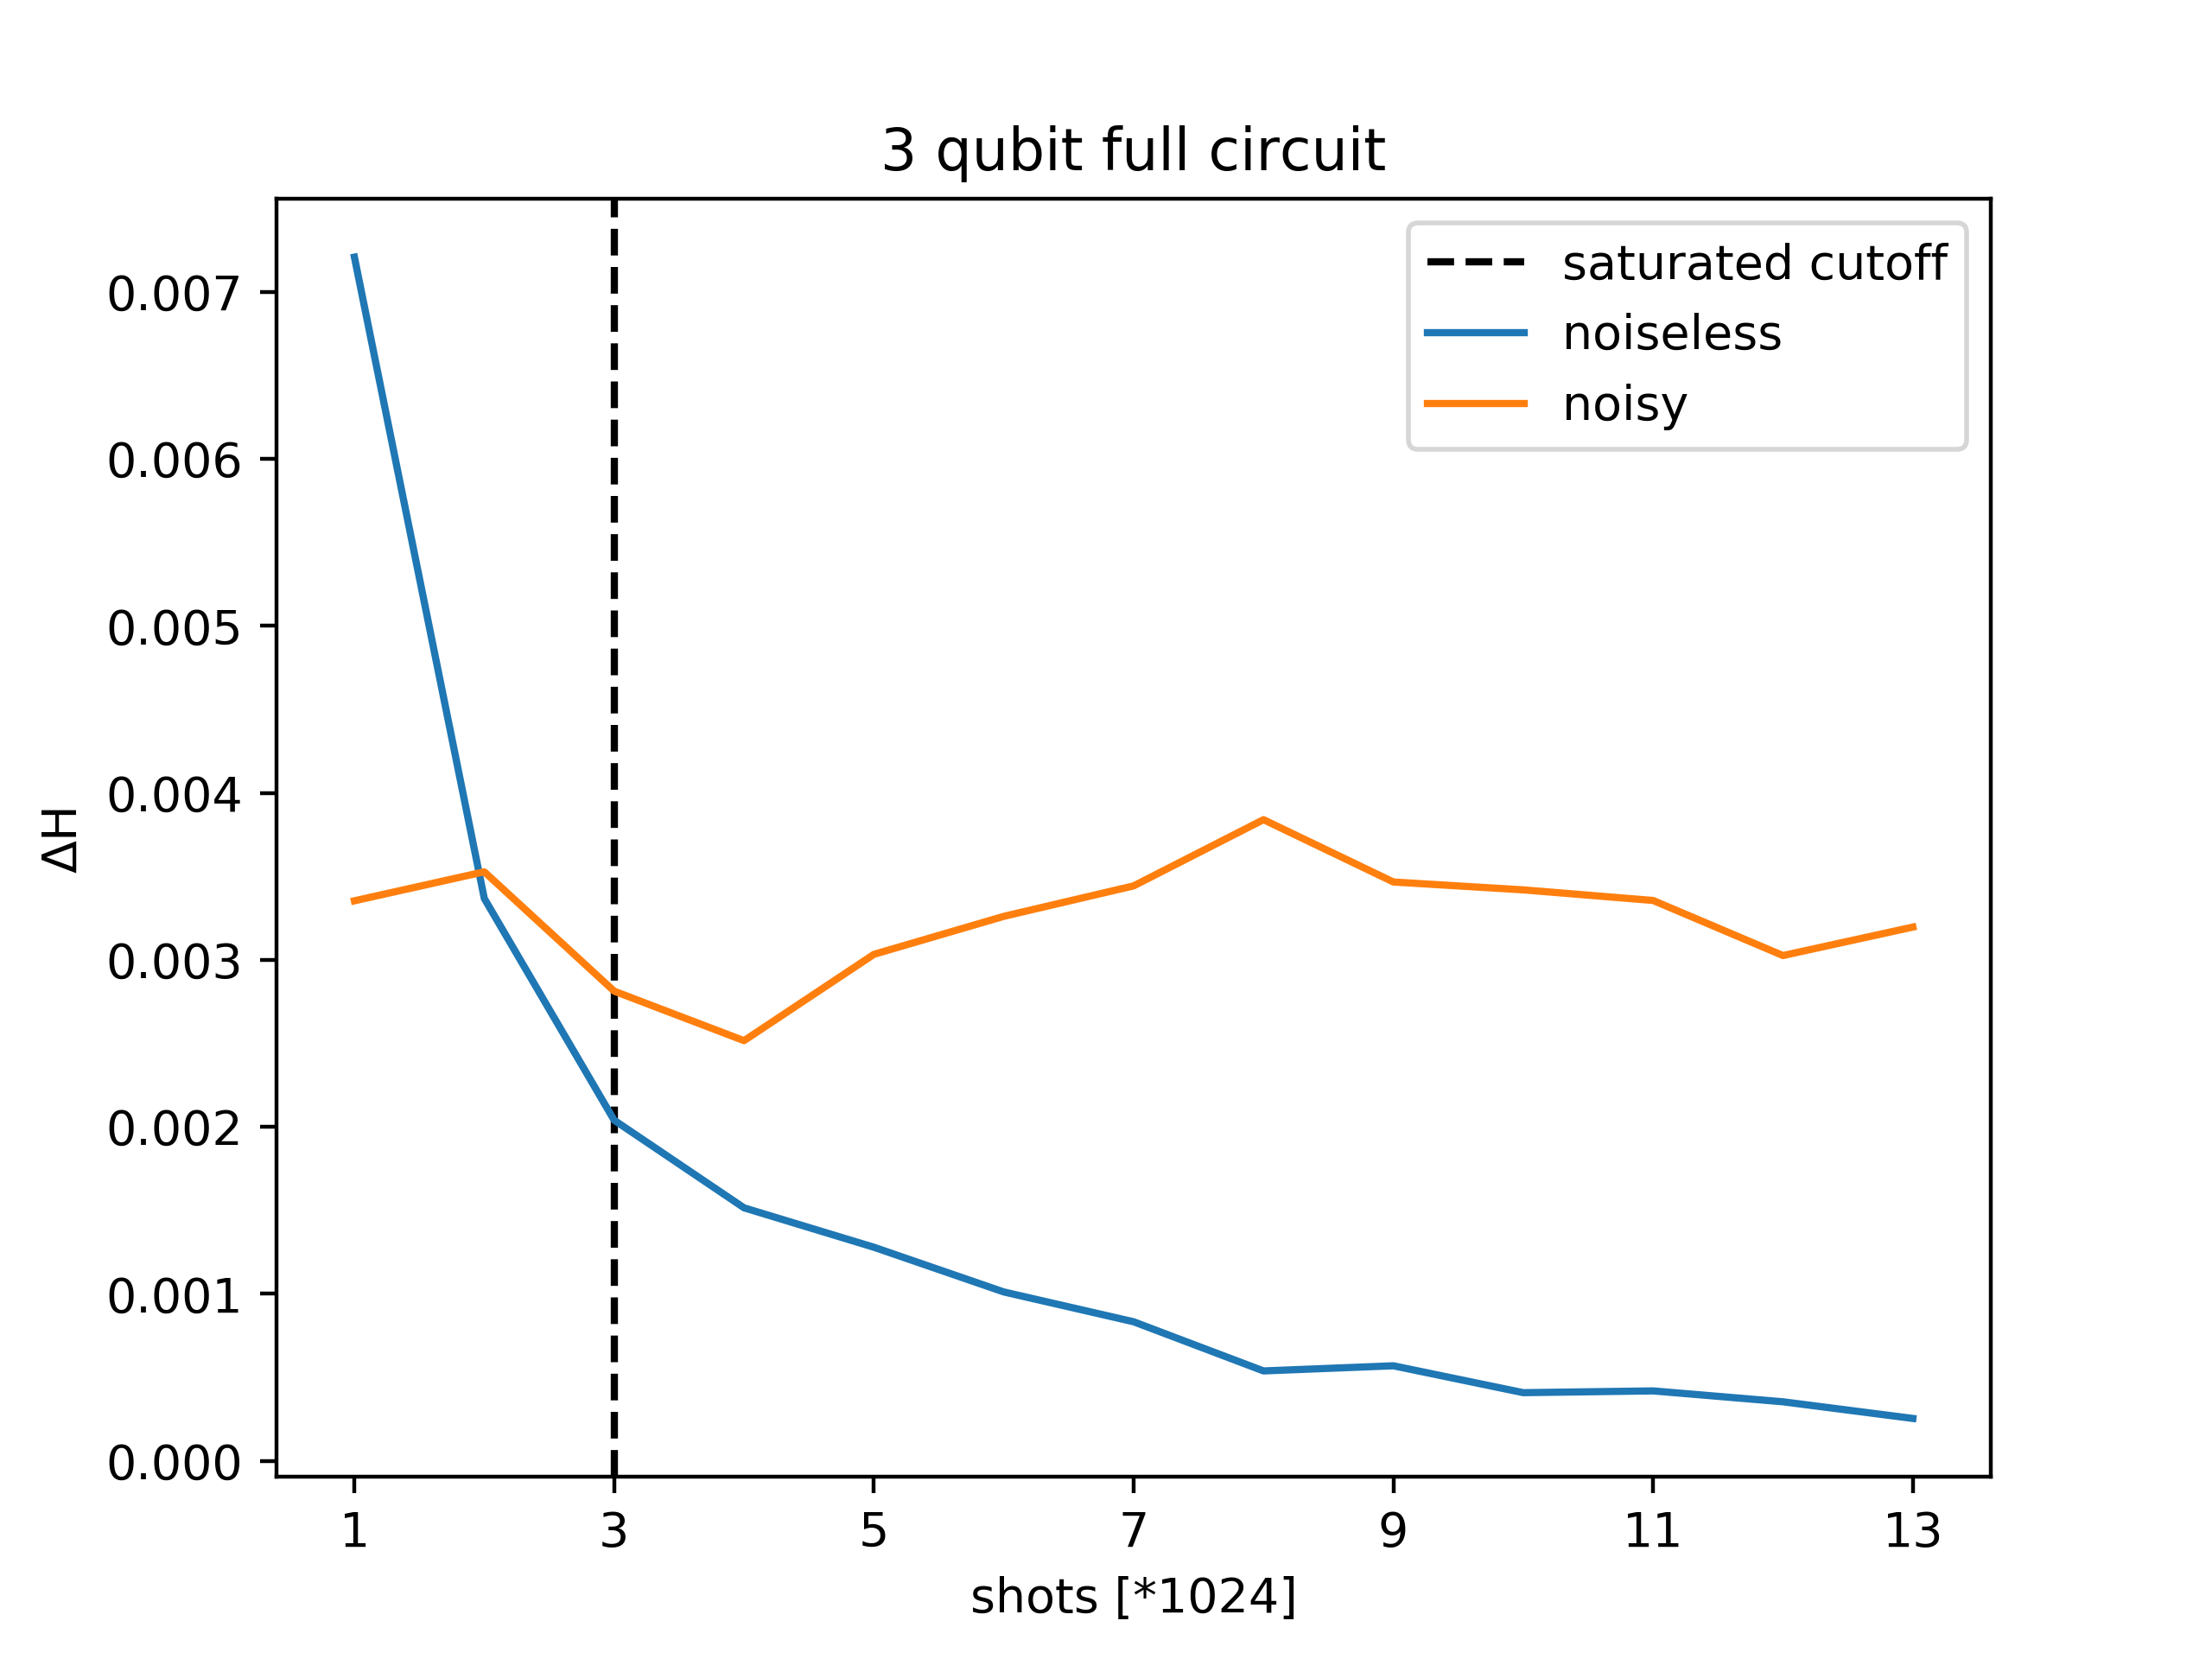 3 qubit full circuit
saturated cutoff
noiseless
noisy
0.007
0.006
0.005
0.004
0.003
0.002
0.001
0.000
ΔH
1 3 5 7 9 11 13
shots [*1024]